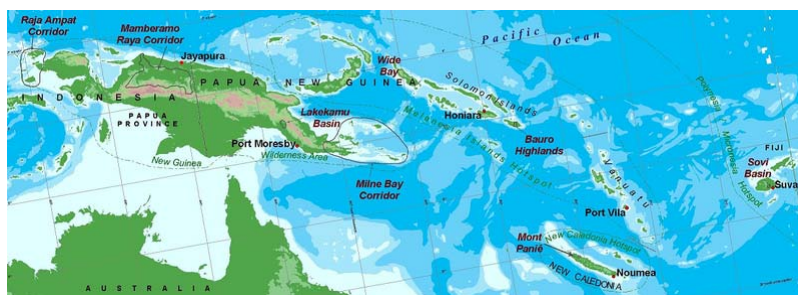 Raja Ampat
Corridor
Mamberamo
Raya Corridor
Jayapura
Wide
Bay
Pacific Ocean
PAPUA NEW GUINEA
Solomon Islands
INDONESIA
PAPUA
PROVINCE
Lakekamu
Basin
Honiara
Melanesia Islands Hotspot
Polynesia Micronesia Hotspot
Port Moresby
New Guinea Wilderness Area
Bauro
Highlands
FIJI
Sovi
Basin
Suva
Milne Bay
Corridor
Vanuatu
Port Vila
Mont
Panié
New Caledonia Hotspot
NEW CALEDONIA
Noumea
AUSTRALIA